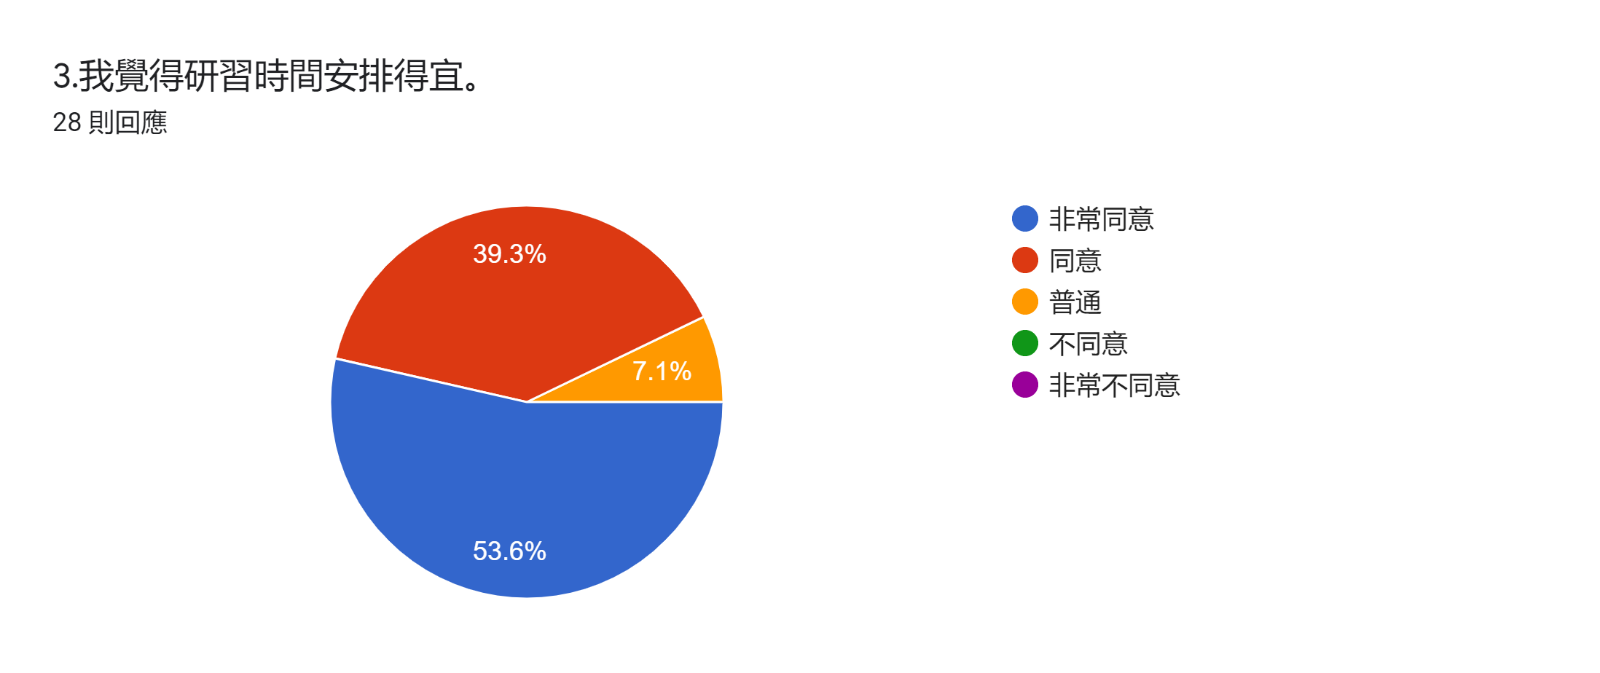 3.我覺得研習時間安排得宜。
28 則回應
39.3%
7.1%
53.6%
非常同意
同意
普通
不同意
非常不同意